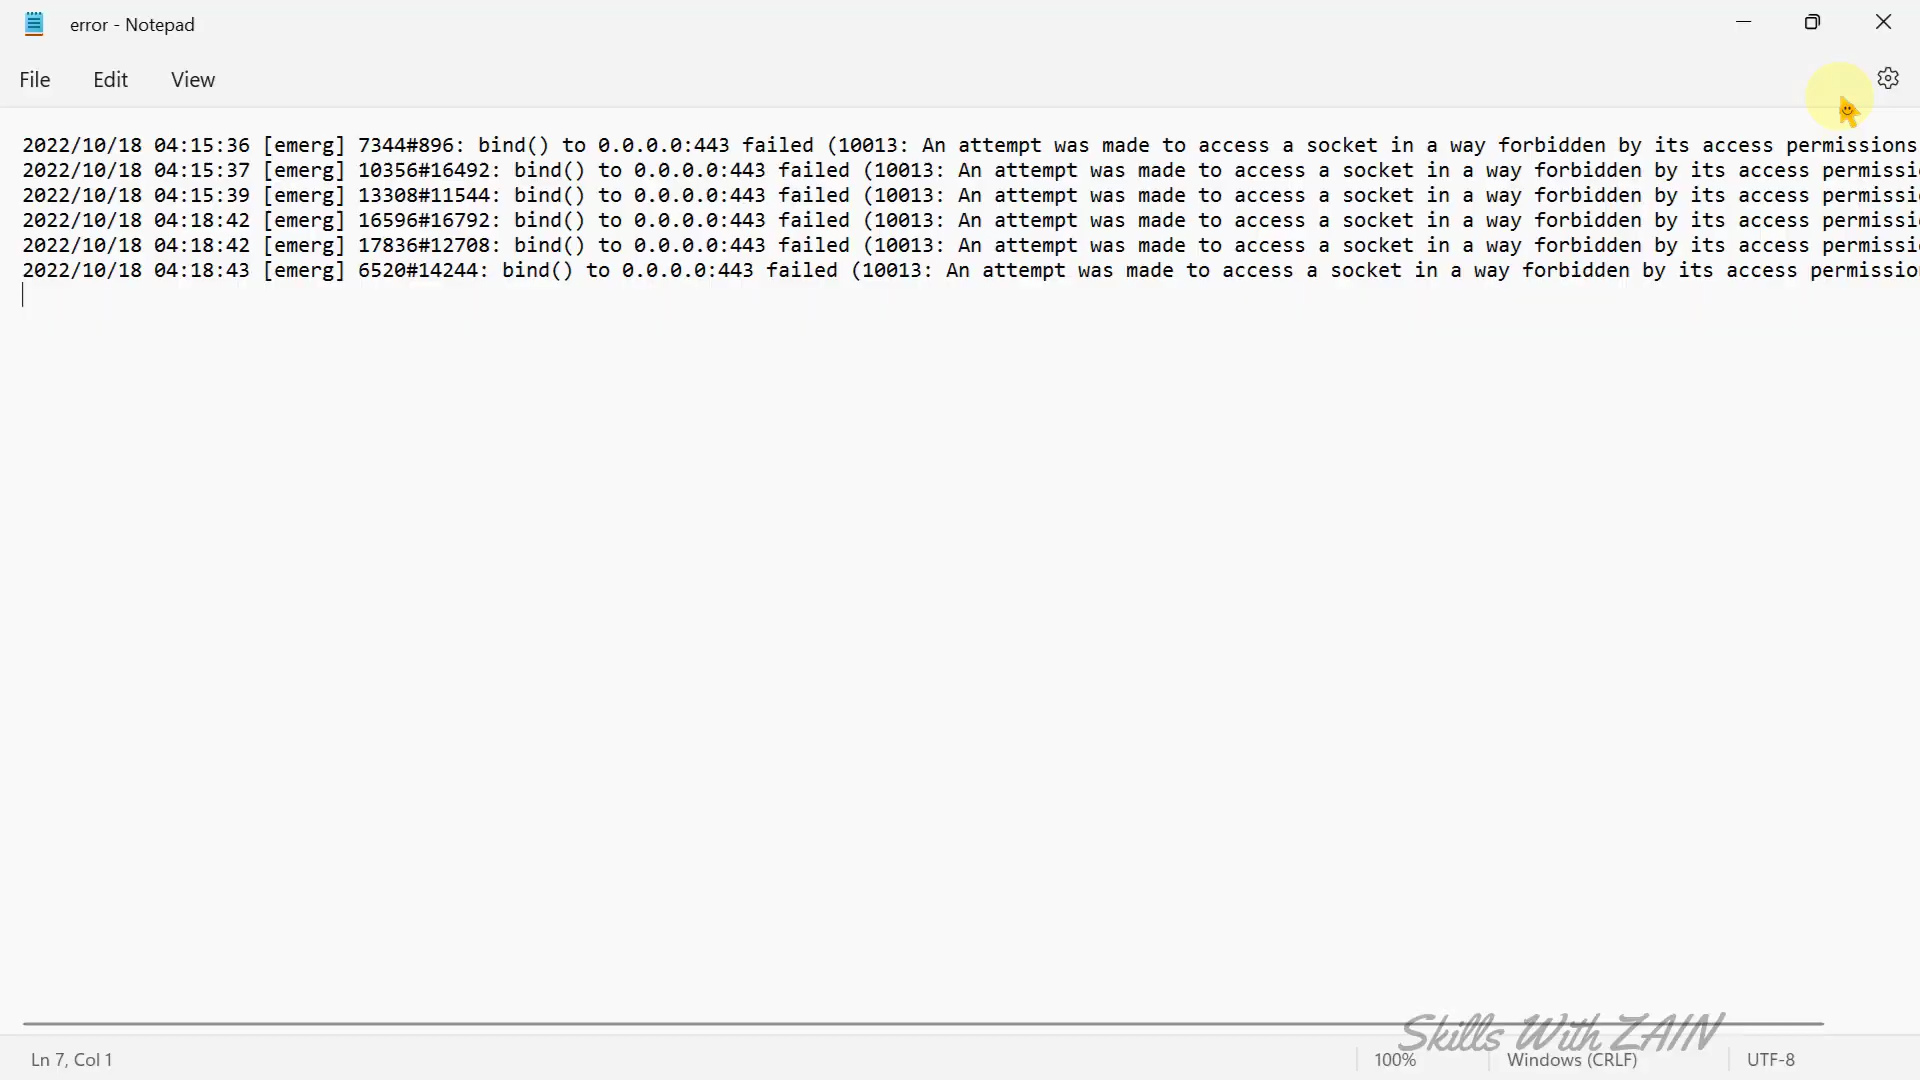 error - Notepad
File Edit View
2022/10/18 04:15:36 [emerg] 7344#896: bind() to 0.0.0.0:443 failed (10013: An attempt was made to access a socket in a way forbidden by its access permissions
2022/10/18 04:15:37 [emerg] 10356#16492: bind() to 0.0.0.0:443 failed (10013: An attempt was made to access a socket in a way forbidden by its access permissi
2022/10/18 04:15:39 [emerg] 13308#11544: bind() to 0.0.0.0:443 failed (10013: An attempt was made to access a socket in a way forbidden by its access permissi
2022/10/18 04:18:42 [emerg] 16596#16792: bind() to 0.0.0.0:443 failed (10013: An attempt was made to access a socket in a way forbidden by its access permissi
2022/10/18 04:18:42 [emerg] 17836#12708: bind() to 0.0.0.0:443 failed (10013: An attempt was made to access a socket in a way forbidden by its access permissi
2022/10/18 04:18:43 [emerg] 6520#14244: bind() to 0.0.0.0:443 failed (10013: An attempt was made to access a socket in a way forbidden by its access permissio
Skills With ZAIN
Ln 7, Col 1 100% Windows (CRLF) UTF-8